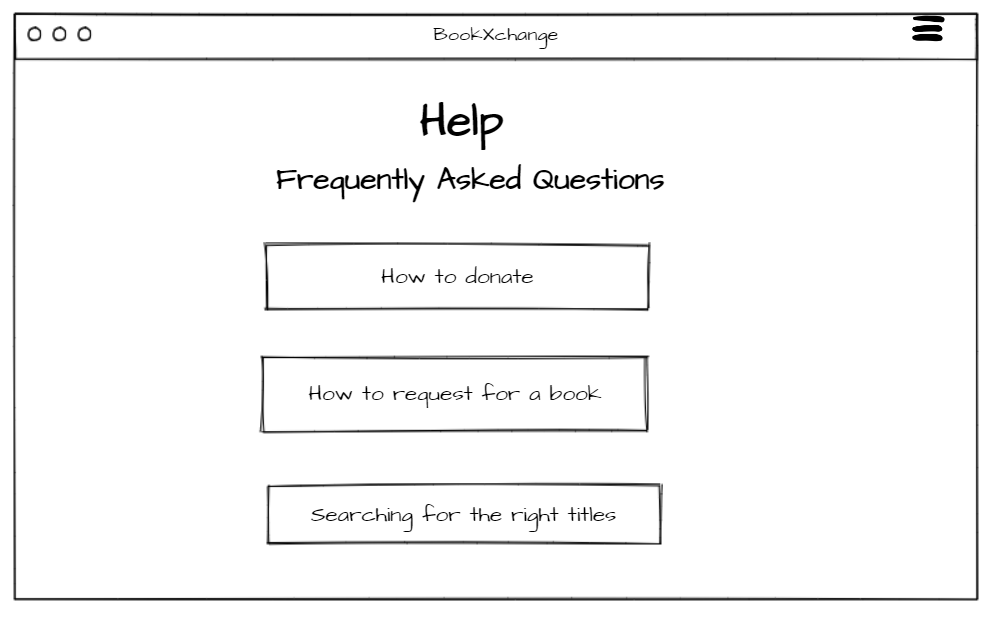 BookXchange
Help
Frequently Asked Questions
How to donate
How to request for a book
Searching for the right titles